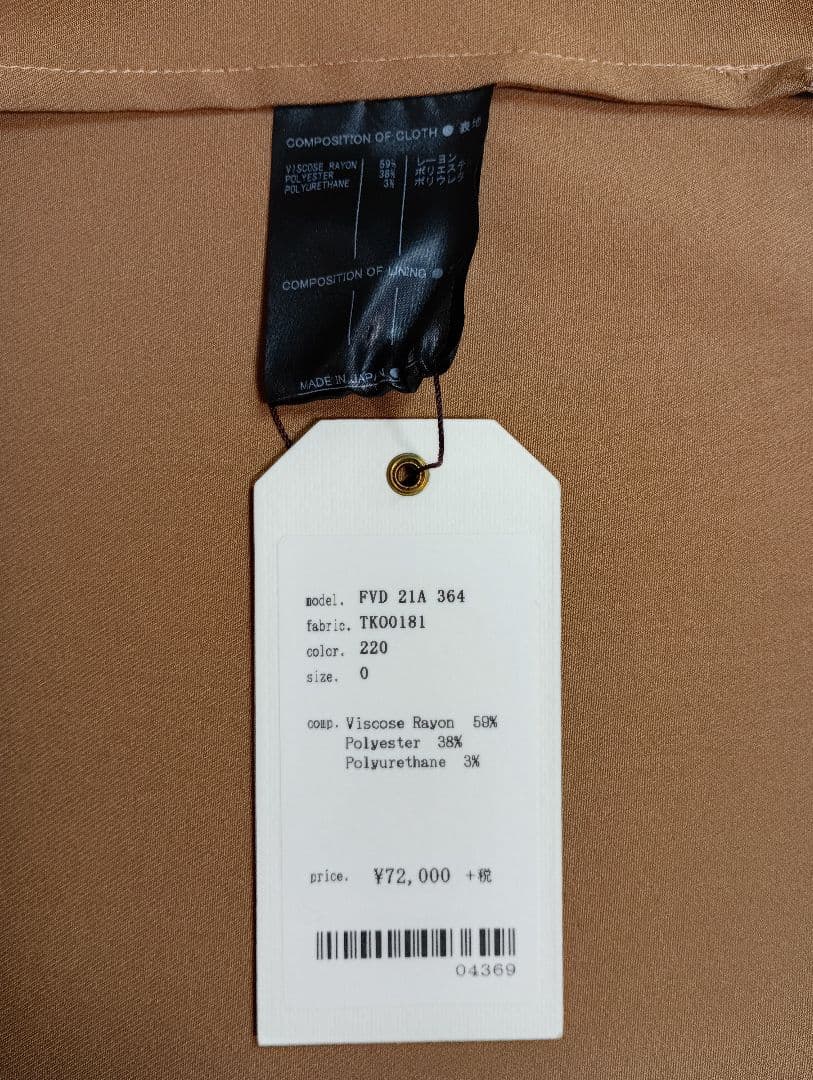 COMPOSITION OF CLOTH ● 表地
VISCOSE RAYON 59% レーヨン
POLYESTER 38% ポリエステ
POLYURETHANE 3% ポリウレタ
COMPOSITION OF LINING
MADE IN JAPAN
model. FVD 21A 364
fabric. TK00181
color. 220
size. 0
comp. Viscose Rayon 59%
Polyester 38%
Polyurethane 3%
price. ¥72,000 +税
04369